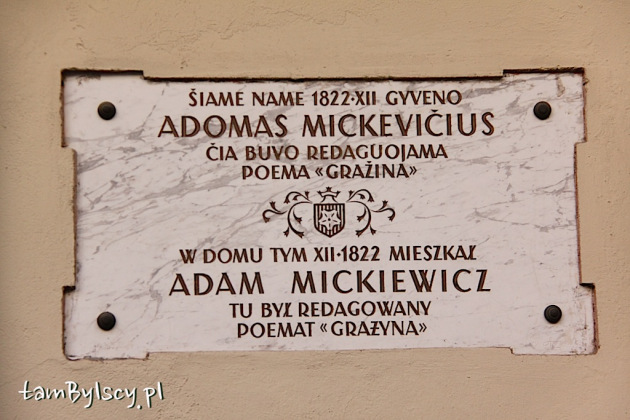 ŠIAME NAME 1822·XII GYVENO
ADOMAS MICKEVIČIUS
ČIA BUVO REDAGUOJAMA
POEMA «GRAŽINA»
W DOMU TYM XII·1822 MIESZKAŁ
ADAM MICKIEWICZ
TU BYŁ REDAGOWANY
POEMAT «GRAŻYNA»
tamBylscy.pl